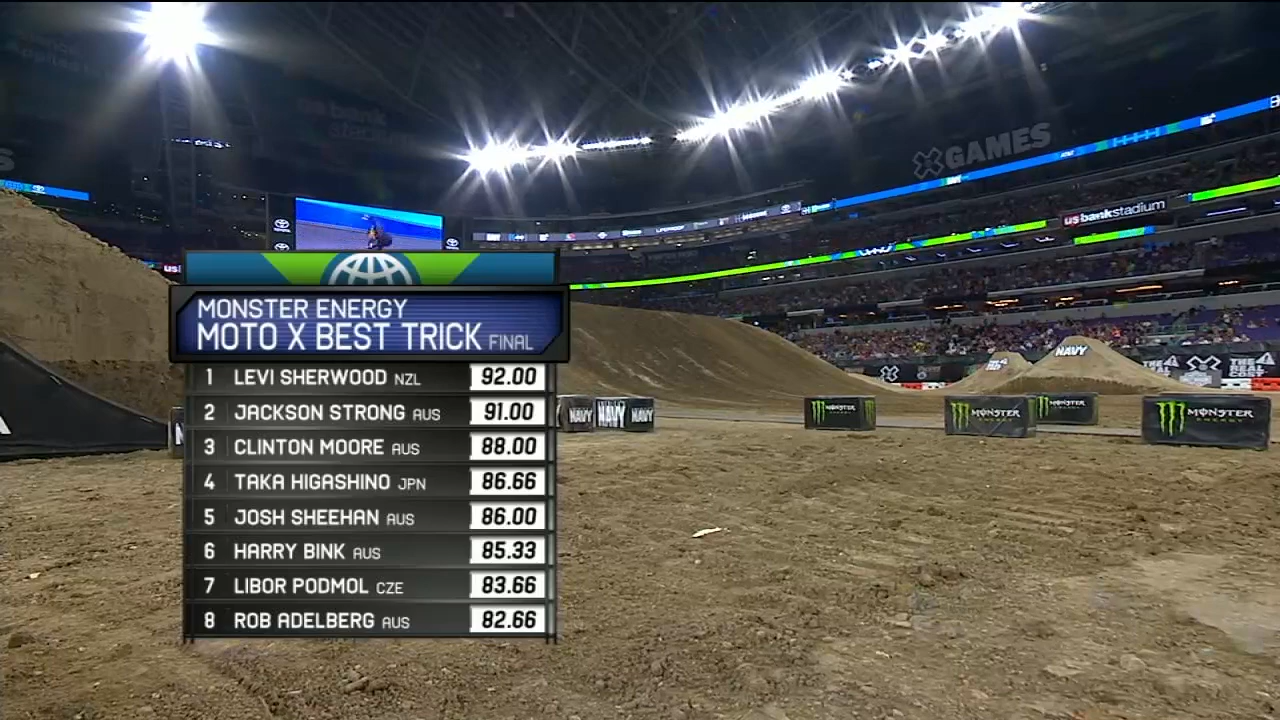 X GAMES
us bank stadium
MONSTER ENERGY
MOTO X BEST TRICK FINAL
1 LEVI SHERWOOD NZL 92.00
2 JACKSON STRONG AUS 91.00
3 CLINTON MOORE AUS 88.00
4 TAKA HIGASHINO JPN 86.66
5 JOSH SHEEHAN AUS 86.00
6 HARRY BINK AUS 85.33
7 LIBOR PODMOL CZE 83.66
8 ROB ADELBERG AUS 82.66
NAVY
NAVY NAVY NAVY
MONSTER
MONSTER
MONSTER
MONSTER ENERGY